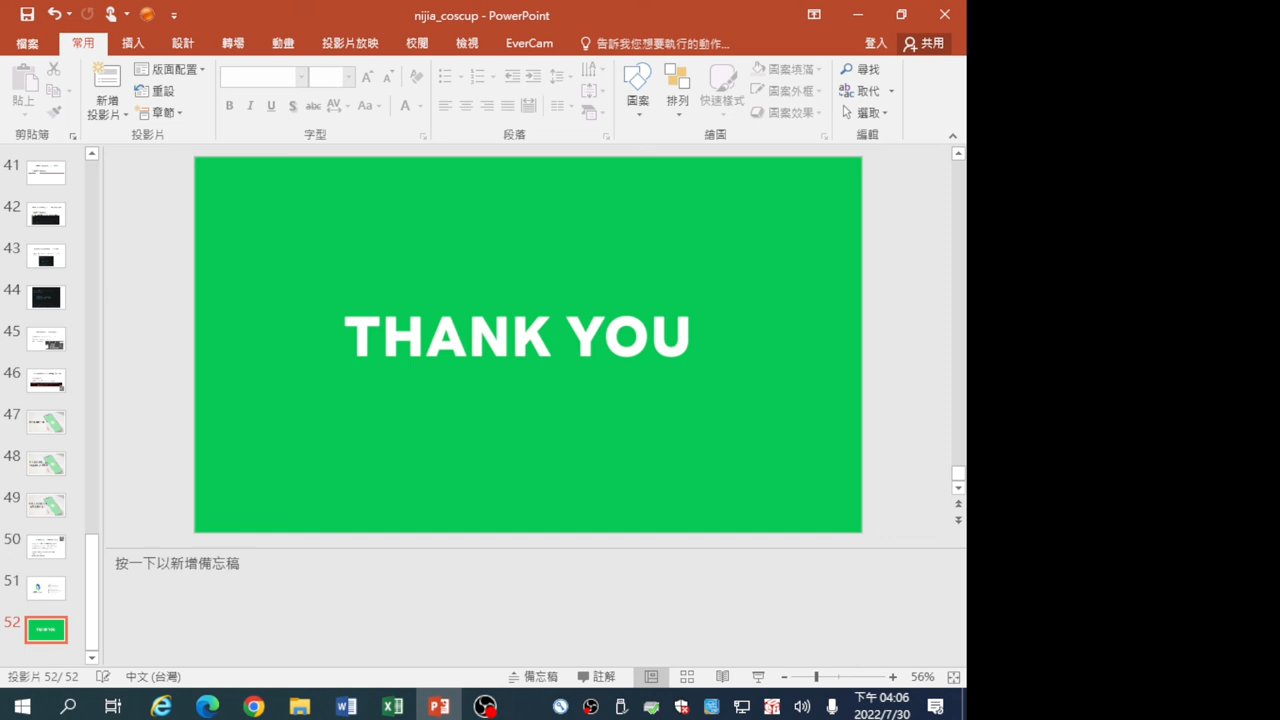 nijia_coscup - PowerPoint
檔案 常用 插入 設計 轉場 動畫 投影片放映 校閱 檢視 EverCam 告訴我您想要執行的動作... 登入 共用
貼上
新增
投影片
版面配置
重設
章節
B I U S abc AV Aa A
圖案
排列
快速樣式
圖案填滿
圖案外框
圖案效果
尋找
取代
選取
剪貼簿 投影片 字型 段落 繪圖 編輯
41
42
43
44
45
46
47
48
49
50
51
52
THANK YOU
按一下以新增備忘稿
投影片 52/ 52 中文 (台灣) 備忘稿 註解 56%
下午 04:06
2022/7/30